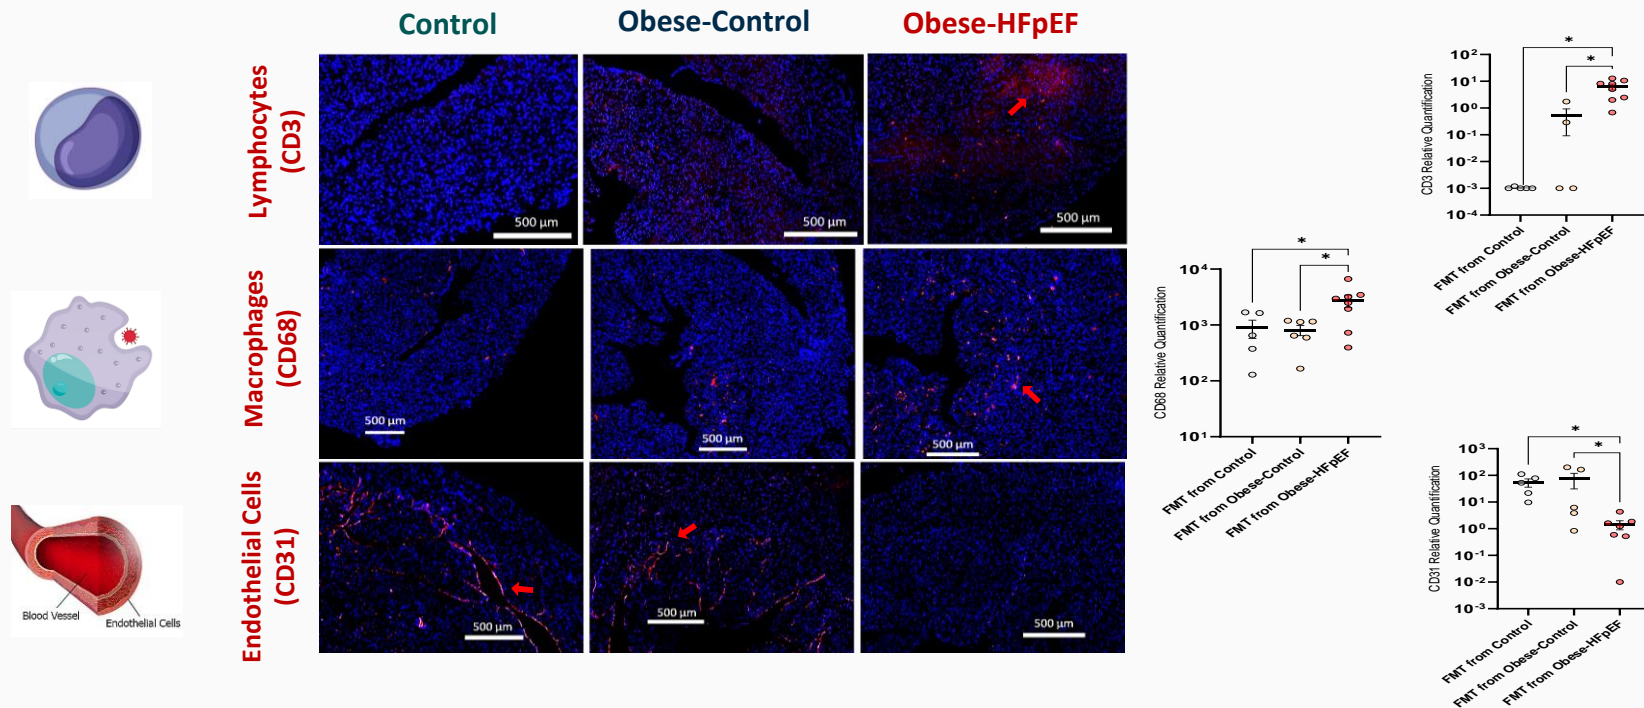 Control
Obese-Control
Obese-HFpEF
Lymphocytes
(CD3)
500 µm
500 µm
500 µm
Macrophages
(CD68)
500 µm
500 µm
500 µm
Endothelial Cells
(CD31)
500 µm
500 µm
500 µm
Blood Vessel
Endothelial Cells
CD3 Relative Quantification
10²
10¹
10⁰
10⁻¹
10⁻²
10⁻³
10⁻⁴
*
*
FMT from Control
FMT from Obese-Control
FMT from Obese-HFpEF
CD68 Relative Quantification
10⁴
10³
10²
10¹
*
*
FMT from Control
FMT from Obese-Control
FMT from Obese-HFpEF
CD31 Relative Quantification
10³
10²
10¹
10⁰
10⁻¹
10⁻²
10⁻³
*
*
FMT from Control
FMT from Obese-Control
FMT from Obese-HFpEF